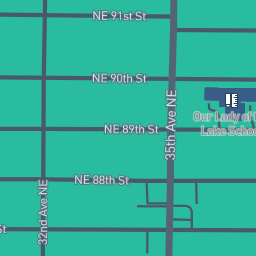 NE 91st St
NE 90th St
Our Lady of
Lake School
NE 89th St
35th Ave NE
NE 88th St
32nd Ave NE
St